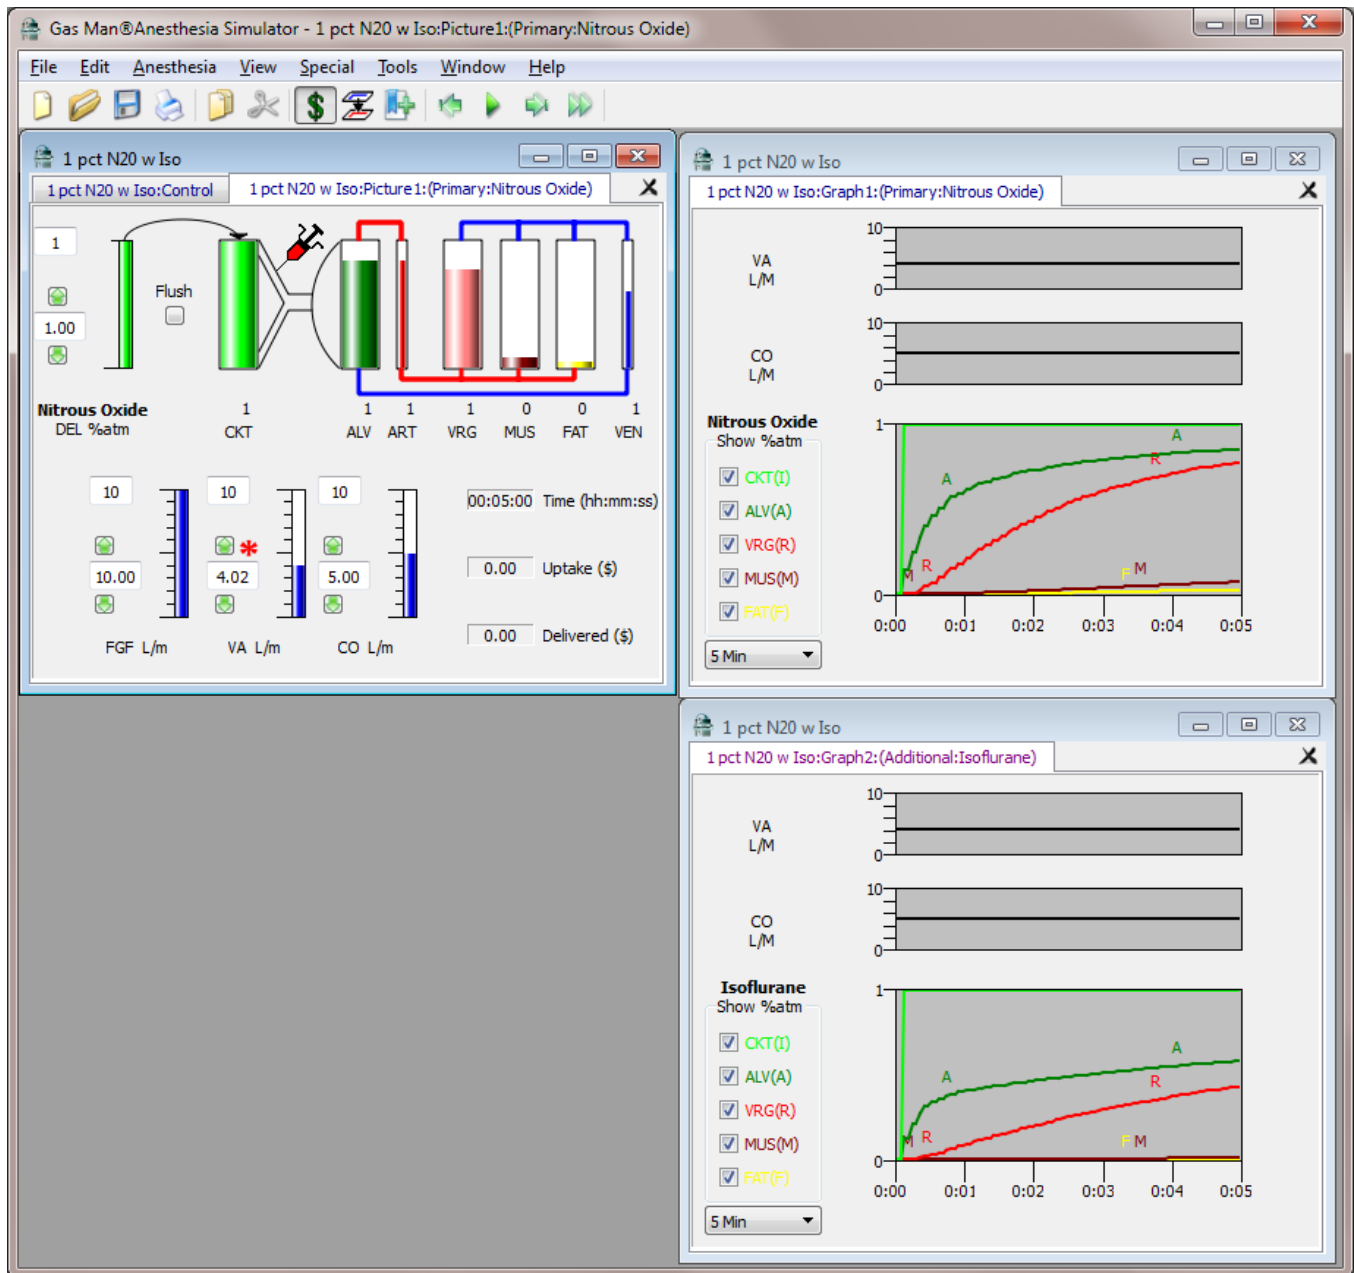 Gas Man®Anesthesia Simulator - 1 pct N20 w Iso:Picture1:(Primary:Nitrous Oxide)
File Edit Anesthesia View Special Tools Window Help
$
1 pct N20 w Iso
1 pct N20 w Iso:Control 1 pct N20 w Iso:Picture1:(Primary:Nitrous Oxide)
1
Flush
1.00
Nitrous Oxide
DEL %atm
1 1 1 1 0 0 1
CKT ALV ART VRG MUS FAT VEN
10 10 10
00:05:00 Time (hh:mm:ss)
*
10.00 4.02 5.00
0.00 Uptake ($)
0.00 Delivered ($)
FGF L/m VA L/m CO L/m
1 pct N20 w Iso
1 pct N20 w Iso:Graph1:(Primary:Nitrous Oxide)
10
VA
L/M
0
10
CO
L/M
0
Nitrous Oxide
Show %atm
CKT(I)
ALV(A)
VRG(R)
MUS(M)
FAT(F)
5 Min
1
A
R
A
M R F M
0
0:00 0:01 0:02 0:03 0:04 0:05
1 pct N20 w Iso
1 pct N20 w Iso:Graph2:(Additional:Isoflurane)
10
VA
L/M
0
10
CO
L/M
0
Isoflurane
Show %atm
CKT(I)
ALV(A)
VRG(R)
MUS(M)
FAT(F)
5 Min
1
A
A R
M R F M
0
0:00 0:01 0:02 0:03 0:04 0:05